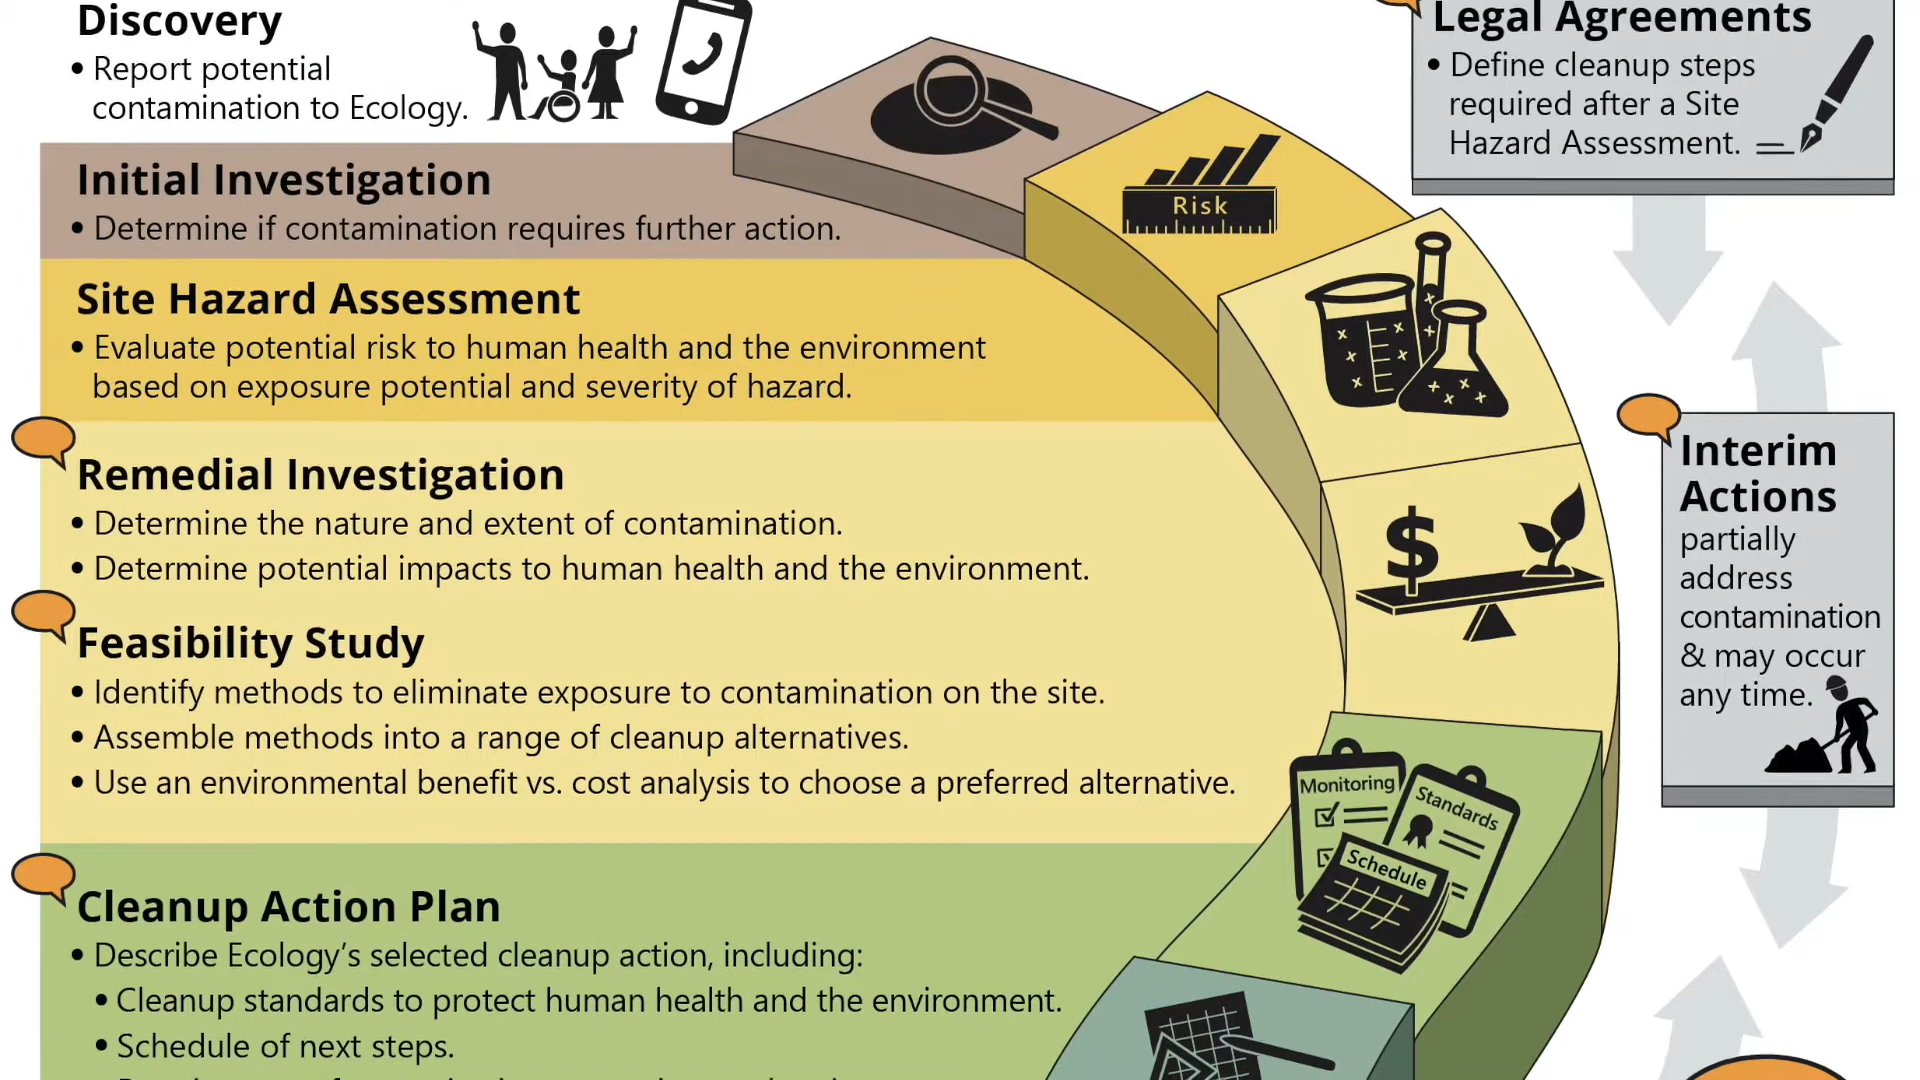 Discovery
• Report potential
contamination to Ecology.
Initial Investigation
• Determine if contamination requires further action.
Site Hazard Assessment
• Evaluate potential risk to human health and the environment
based on exposure potential and severity of hazard.
Remedial Investigation
• Determine the nature and extent of contamination.
• Determine potential impacts to human health and the environment.
Feasibility Study
• Identify methods to eliminate exposure to contamination on the site.
• Assemble methods into a range of cleanup alternatives.
• Use an environmental benefit vs. cost analysis to choose a preferred alternative.
Cleanup Action Plan
• Describe Ecology’s selected cleanup action, including:
• Cleanup standards to protect human health and the environment.
• Schedule of next steps.
Risk
$
Monitoring
Standards
Schedule
Legal Agreements
• Define cleanup steps
required after a Site
Hazard Assessment.
Interim
Actions
partially
address
contamination
& may occur
any time.